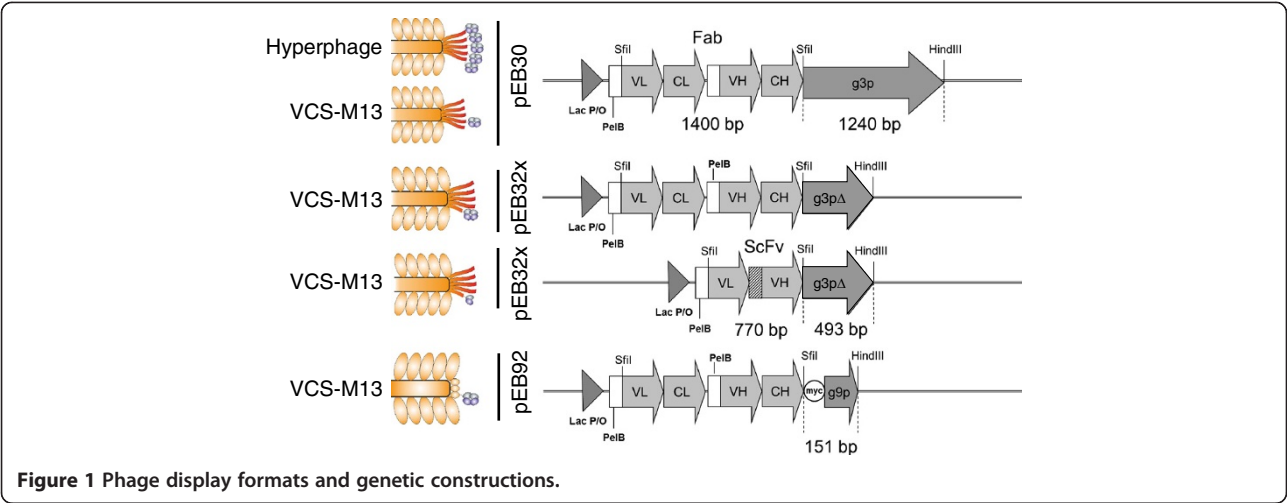 Hyperphage
VCS-M13
pEB30
Fab
SfiI SfiI HindIII
VL CL VH CH g3p
Lac P/O
PelB
1400 bp 1240 bp
VCS-M13
pEB32x
SfiI PelB SfiI HindIII
VL CL VH CH g3pΔ
Lac P/O
PelB
VCS-M13
pEB32x
ScFv
SfiI SfiI HindIII
VL VH g3pΔ
Lac P/O
PelB
770 bp 493 bp
VCS-M13
pEB92
SfiI PelB SfiI HindIII
VL CL VH CH myc g9p
Lac P/O
PelB
151 bp
Figure 1 Phage display formats and genetic constructions.